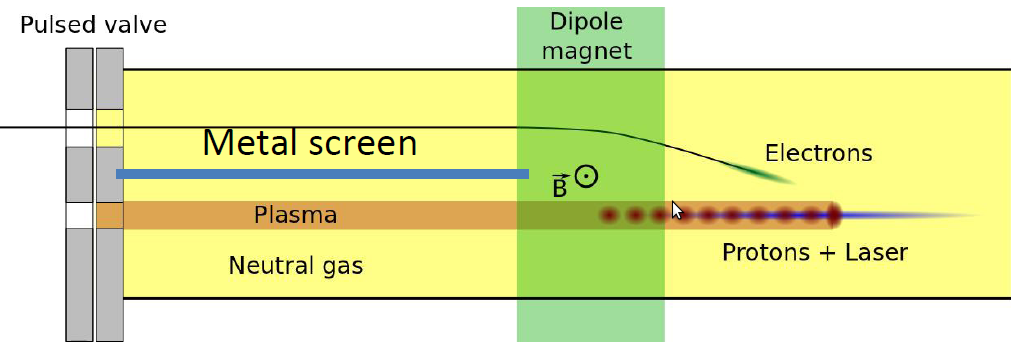 Pulsed valve
Dipole
magnet
Metal screen
Electrons
B
Plasma
Protons + Laser
Neutral gas